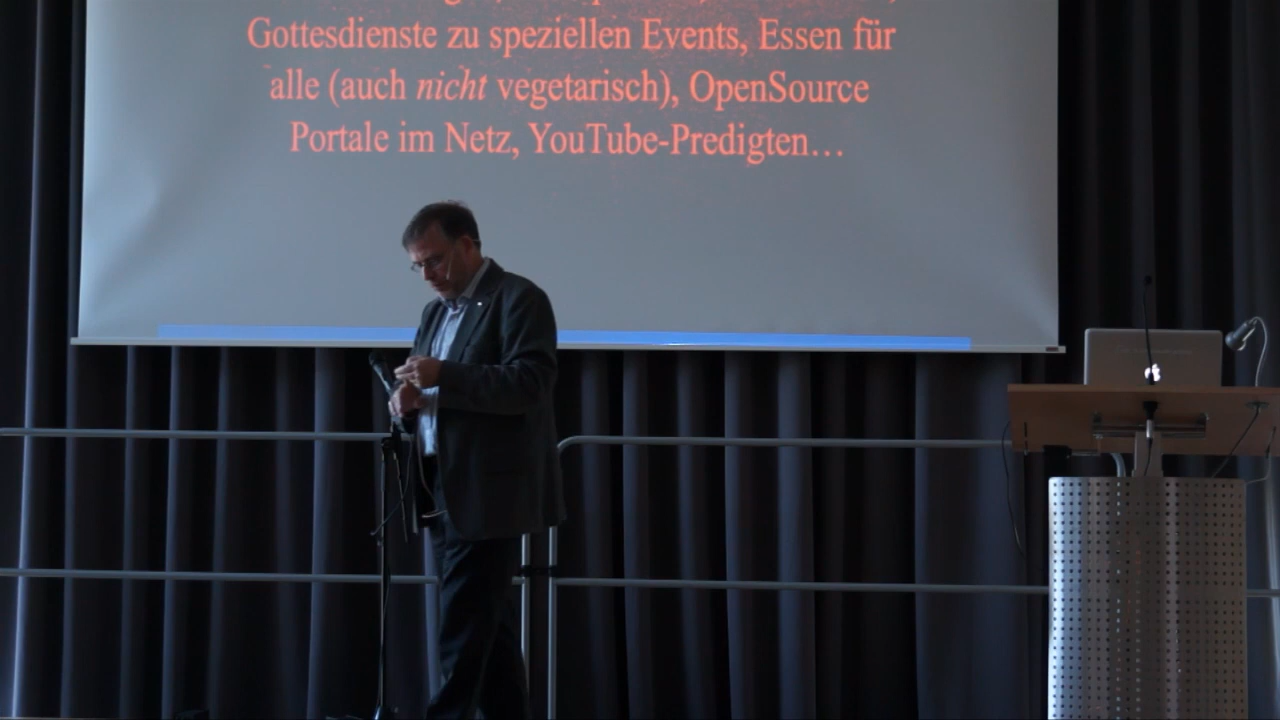 Gottesdienste zu speziellen Events, Essen für
alle (auch nicht vegetarisch), OpenSource
Portale im Netz, YouTube-Predigten…